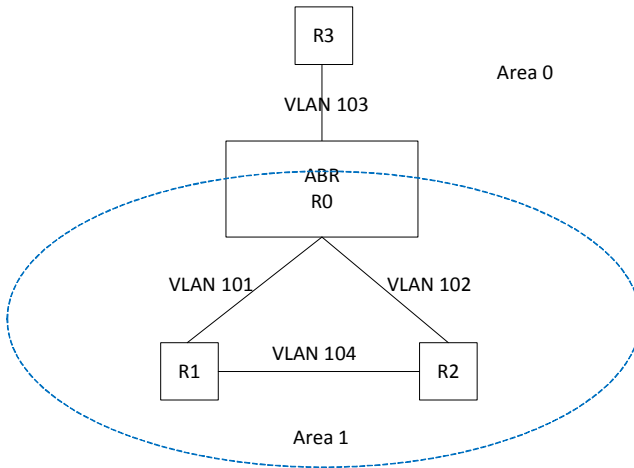 R3
Area 0
VLAN 103
ABR
R0
VLAN 101
VLAN 102
VLAN 104
R1
R2
Area 1